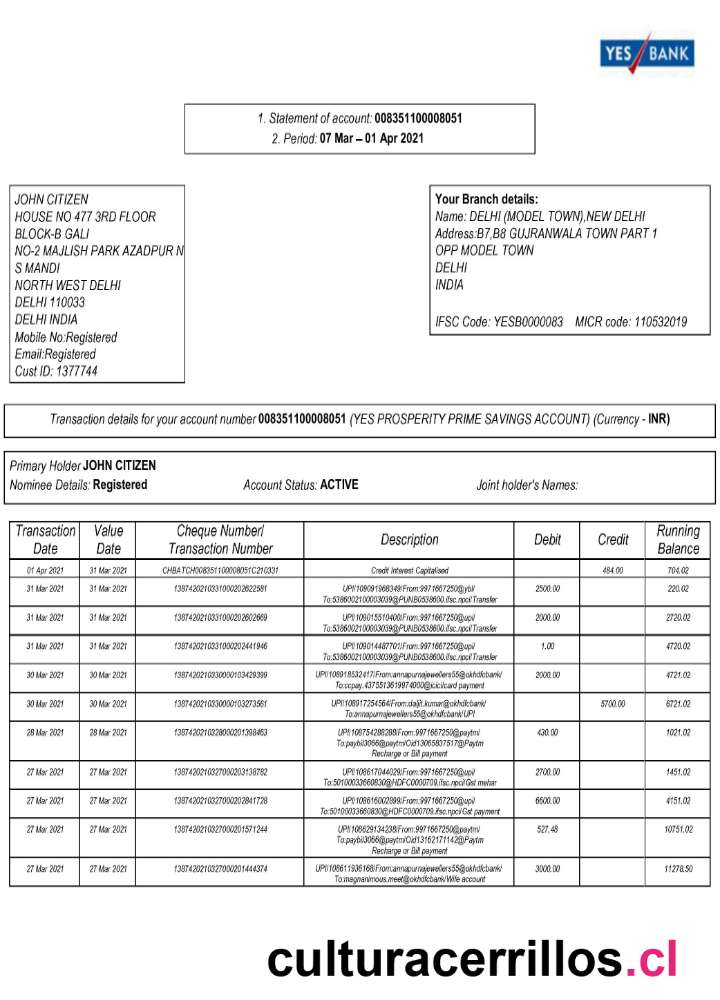 YES BANK
1. Statement of account: 008351100008051
2. Period: 07 Mar – 01 Apr 2021
JOHN CITIZEN
HOUSE NO 477 3RD FLOOR
BLOCK-B GALI
NO-2 MAJLISH PARK AZADPUR N
S MANDI
NORTH WEST DELHI
DELHI 110033
DELHI INDIA
Mobile No:Registered
Email:Registered
Cust ID: 1377744
Your Branch details:
Name: DELHI (MODEL TOWN),NEW DELHI
Address:B7,B8 GUJRANWALA TOWN PART 1
OPP MODEL TOWN
DELHI
INDIA
IFSC Code: YESB0000083 MICR code: 110532019
Transaction details for your account number 008351100008051 (YES PROSPERITY PRIME SAVINGS ACCOUNT) (Currency - INR)
Primary Holder JOHN CITIZEN
Nominee Details: Registered Account Status: ACTIVE Joint holder's Names:
Transaction Date Value Date Cheque Number/ Transaction Number Description Debit Credit Running Balance
01 Apr 2021 31 Mar 2021 CHBATCH008351100008051C210331 Credit Interest Capitalised 484.00 704.02
31 Mar 2021 31 Mar 2021 1387420210331000202622581 UPI/109091968349/From:9971667250@ybl/ 2500.00 220.02
To:5386002100003039@PUNB0538600.ifsc.npci/Transfer
31 Mar 2021 31 Mar 2021 1387420210331000202602669 UPI/109015510400/From:9971667250@upi/ 2000.00 2720.02
To:5386002100003039@PUNB0538600.ifsc.npci/Transfer
31 Mar 2021 31 Mar 2021 1387420210331000202441946 UPI/109014487701/From:9971667250@upi/ 1.00 4720.02
To:5386002100003039@PUNB0538600.ifsc.npci/Transfer
30 Mar 2021 30 Mar 2021 1387420210330000103429399 UPI/108918532417/From:annapurnajewellers55@okhdfcbank/ 2000.00 4721.02
To:ccpay.4375513619974000@icici/card payment
30 Mar 2021 30 Mar 2021 1387420210330000103273561 UPI/108917254564/From:daljit.kumar@okhdfcbank/ 5700.00 6721.02
To:annapurnajewellers55@okhdfcbank/UPI
28 Mar 2021 28 Mar 2021 1387420210328000201398463 UPI/108754288288/From:9971667250@paytm/ 430.00 1021.02
To:paybil3066@paytm/Oid13065837517@Paytm
Recharge or Bill payment
27 Mar 2021 27 Mar 2021 1387420210327000203138782 UPI/108617044029/From:9971667250@upi/ 2700.00 1451.02
To:50100033660830@HDFC0000709.ifsc.npci/Gst mehar
27 Mar 2021 27 Mar 2021 1387420210327000202841728 UPI/108616002899/From:9971667250@upi/ 6600.00 4151.02
To:50100033660830@HDFC0000709.ifsc.npci/Gst payment
27 Mar 2021 27 Mar 2021 1387420210327000201571244 UPI/108629134238/From:9971667250@paytm/ 527.48 10751.02
To:paybil3066@paytm/Oid13162171142@Paytm
Recharge or Bill payment
27 Mar 2021 27 Mar 2021 1387420210327000201444374 UPI/108611936166/From:annapurnajewellers55@okhdfcbank/ 3000.00 11278.50
To:magnanimous.meet@okhdfcbank/Wife account
culturacerrillos.cl